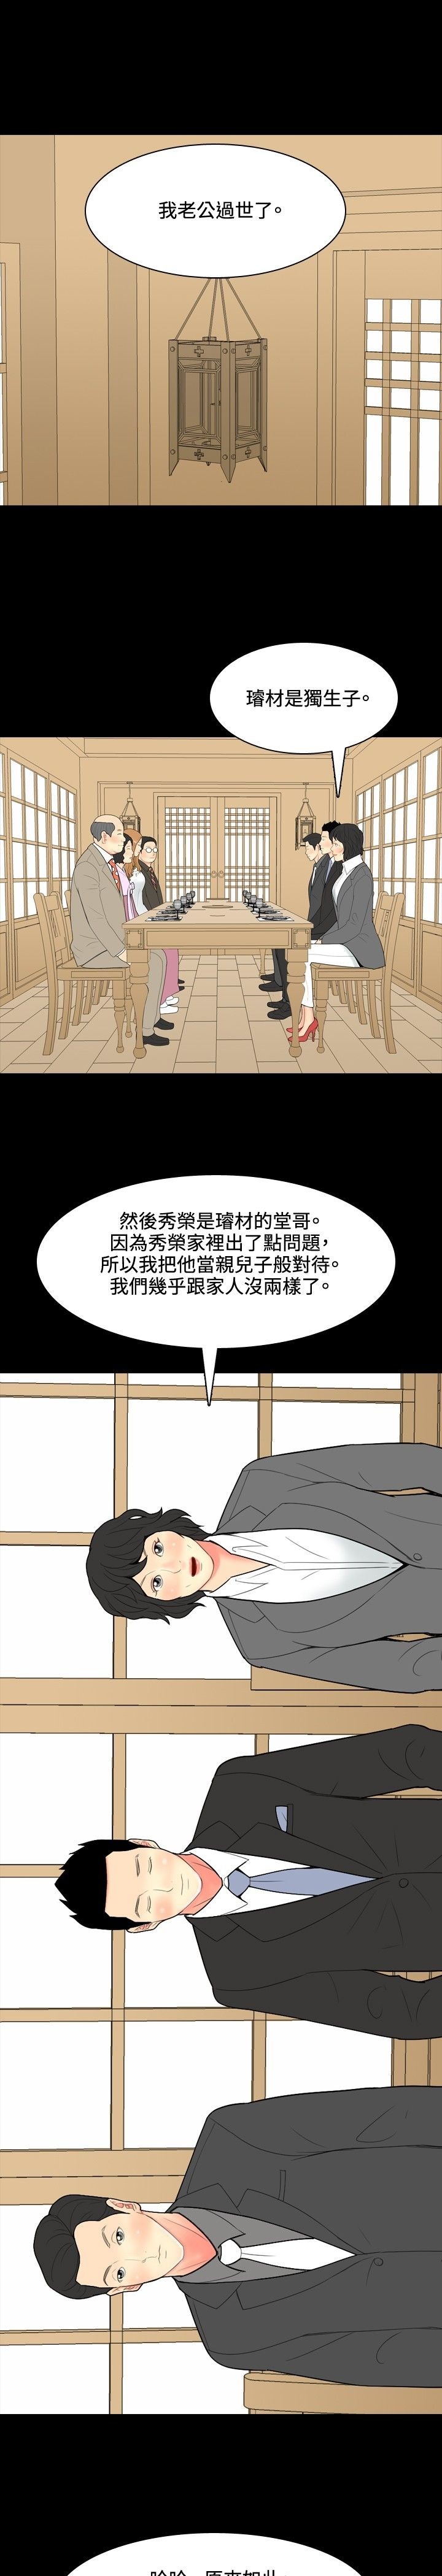 我老公過世了。
璿材是獨生子。
然後秀榮是璿材的堂哥。
因為秀榮家裡出了點問題，
所以我把他當親兒子般對待。
我們幾乎跟家人沒兩樣了。